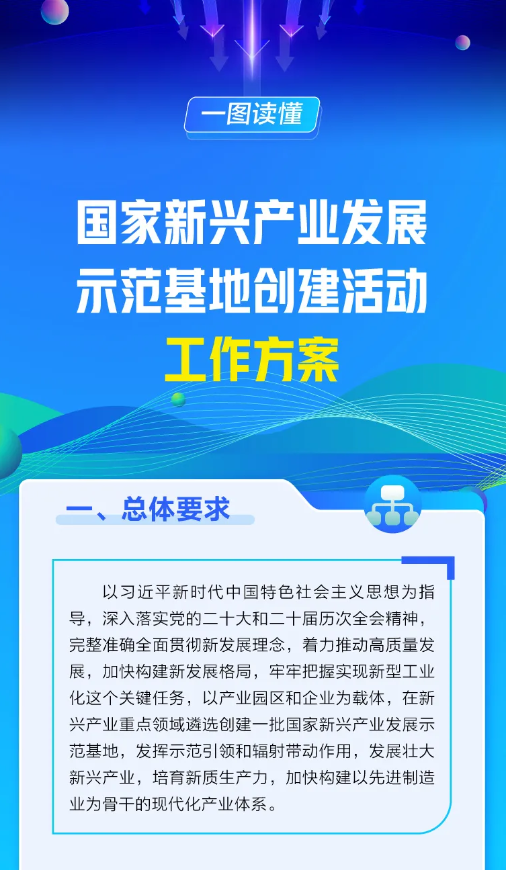 一图读懂
国家新兴产业发展
示范基地创建活动
工作方案
一、总体要求
以习近平新时代中国特色社会主义思想为指
导，深入落实党的二十大和二十届历次全会精神，
完整准确全面贯彻新发展理念，着力推动高质量发
展，加快构建新发展格局，牢牢把握实现新型工业
化这个关键任务，以产业园区和企业为载体，在新
兴产业重点领域遴选创建一批国家新兴产业发展示
范基地，发挥示范引领和辐射带动作用，发展壮大
新兴产业，培育新质生产力，加快构建以先进制造
业为骨干的现代化产业体系。